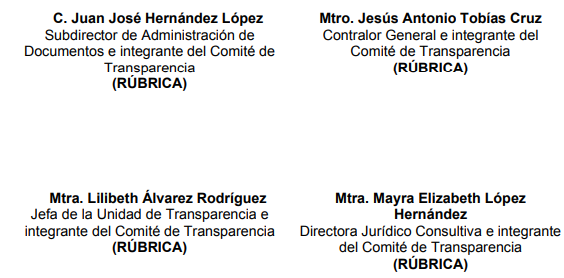 C. Juan José Hernández López
Subdirector de Administración de
Documentos e integrante del Comité de
Transparencia
(RÚBRICA)
Mtro. Jesús Antonio Tobías Cruz
Contralor General e integrante del
Comité de Transparencia
(RÚBRICA)
Mtra. Lilibeth Álvarez Rodríguez
Jefa de la Unidad de Transparencia e
integrante del Comité de Transparencia
(RÚBRICA)
Mtra. Mayra Elizabeth López
Hernández
Directora Jurídico Consultiva e integrante
del Comité de Transparencia
(RÚBRICA)